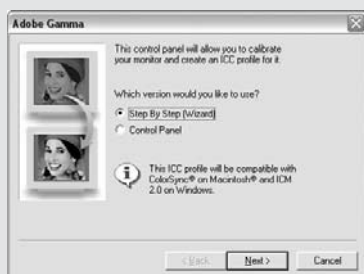 Adobe Gamma
This control panel will allow you to calibrate
your monitor and create an ICC profile for it.
Which version would you like to use?
Step By Step (Wizard)
Control Panel
This ICC profile will be compatible with
ColorSync® on Macintosh® and ICM
2.0 on Windows.
< Back
Next >
Cancel